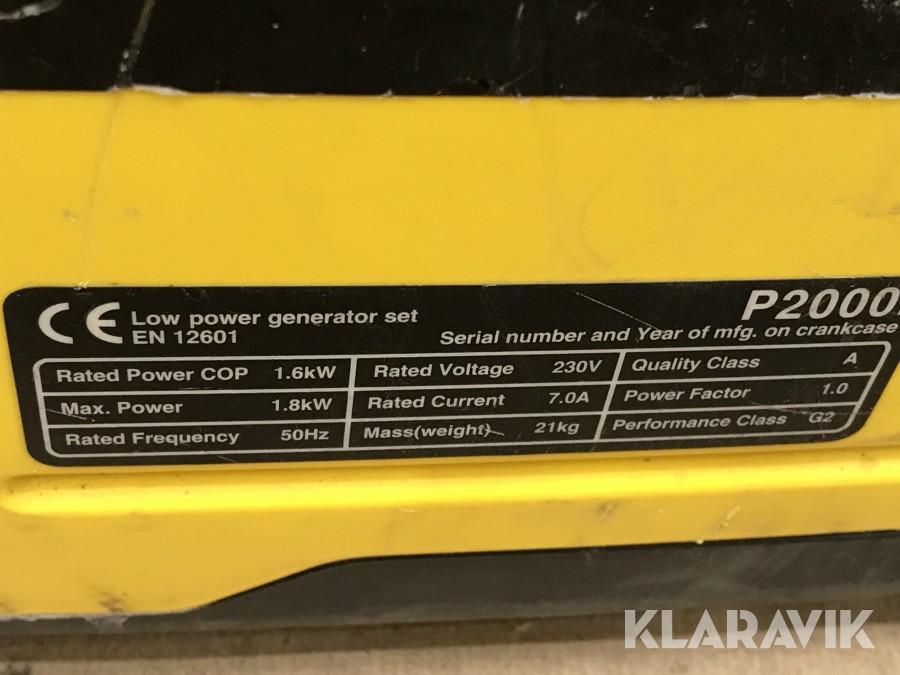 CE Low power generator set
EN 12601
P2000
Serial number and Year of mfg. on crankcase
Rated Power COP 1.6kW Rated Voltage 230V Quality Class A
Max. Power 1.8kW Rated Current 7.0A Power Factor 1.0
Rated Frequency 50Hz Mass(weight) 21kg Performance Class G2
KLARAVIK